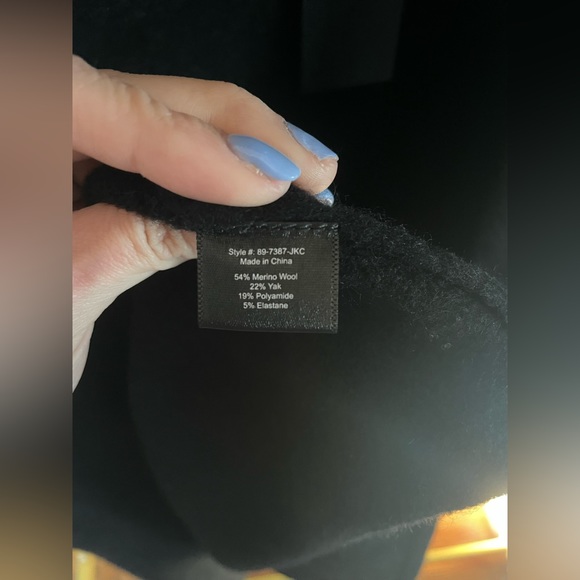 Style #: 89-7387-JKC
Made in China
54% Merino Wool
22% Yak
19% Polyamide
5% Elastane